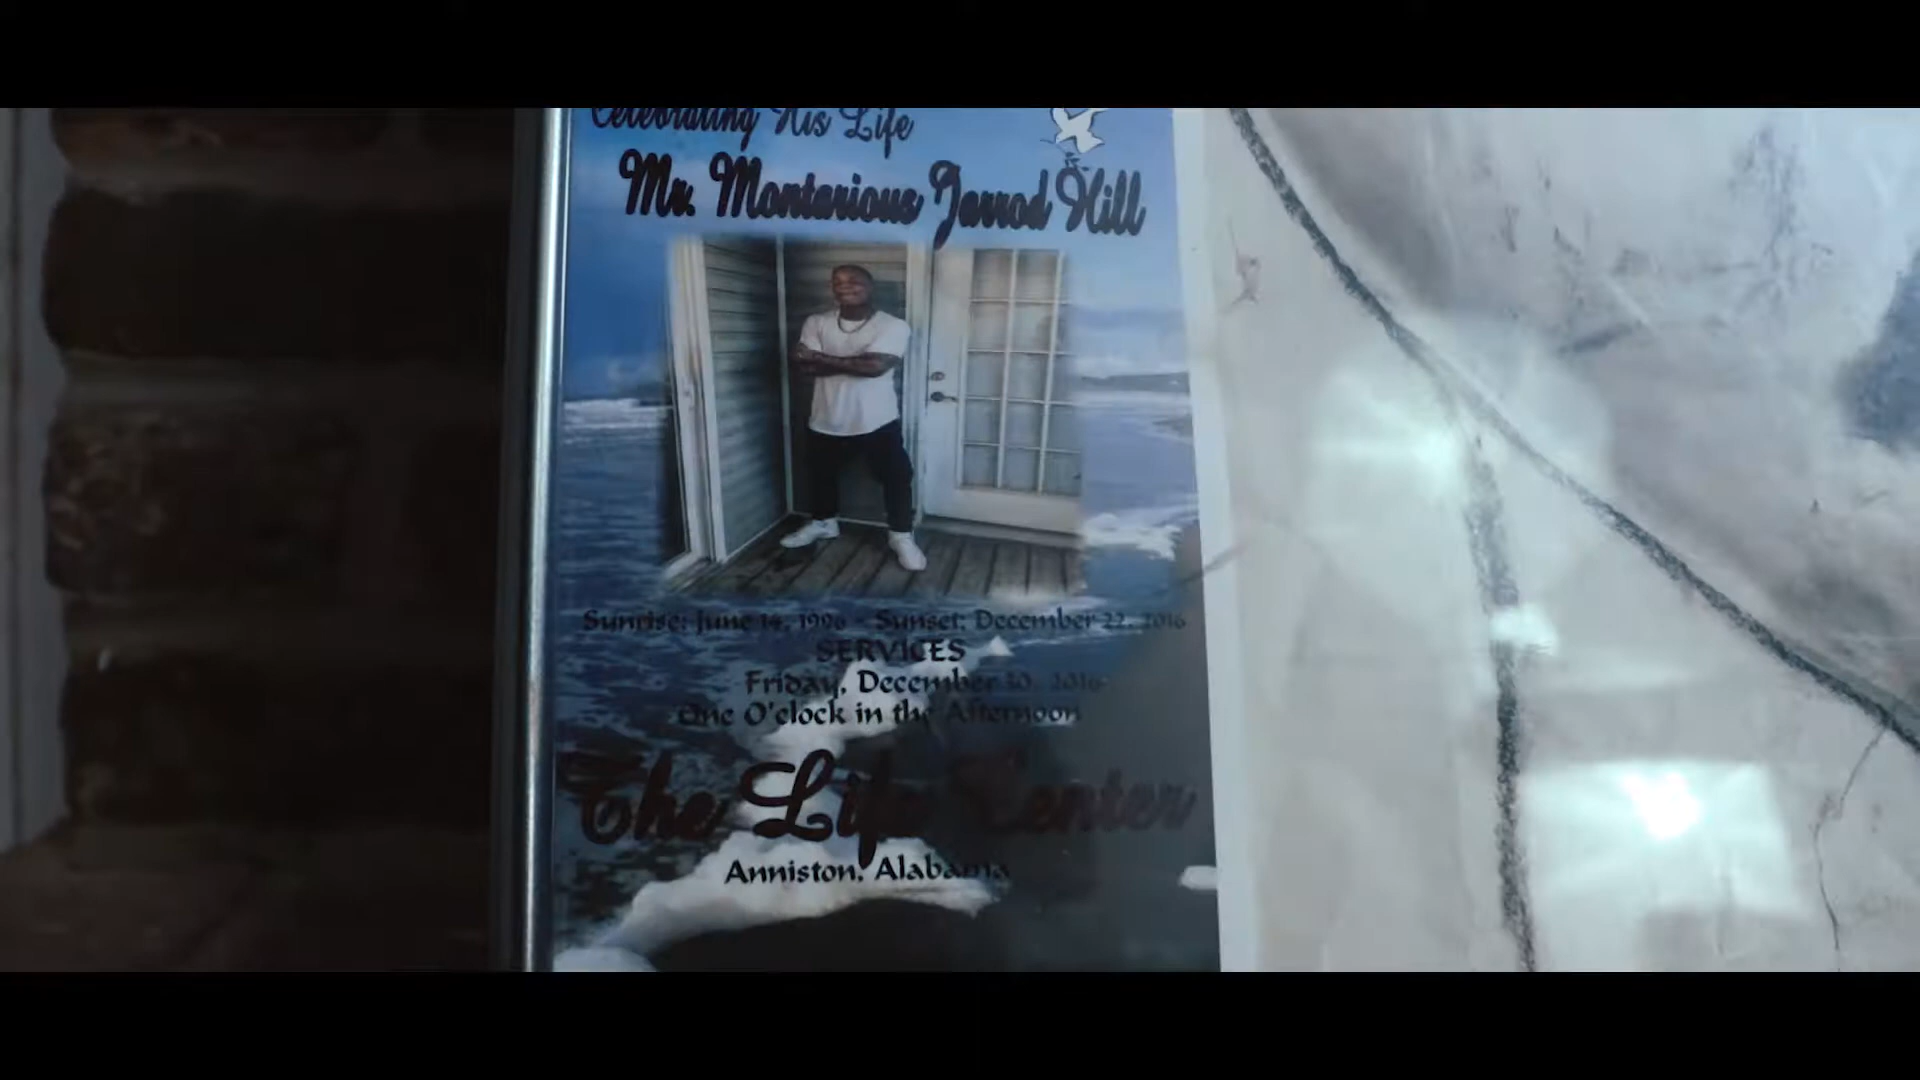 Celebrating His Life
Mr. Montarious Jarrod Hill
Sunrise: June 14, 1996 - Sunset: December 22, 2016
SERVICES
Friday, December 30, 2016
One O'clock in the Afternoon
The Life Center
Anniston, Alabama